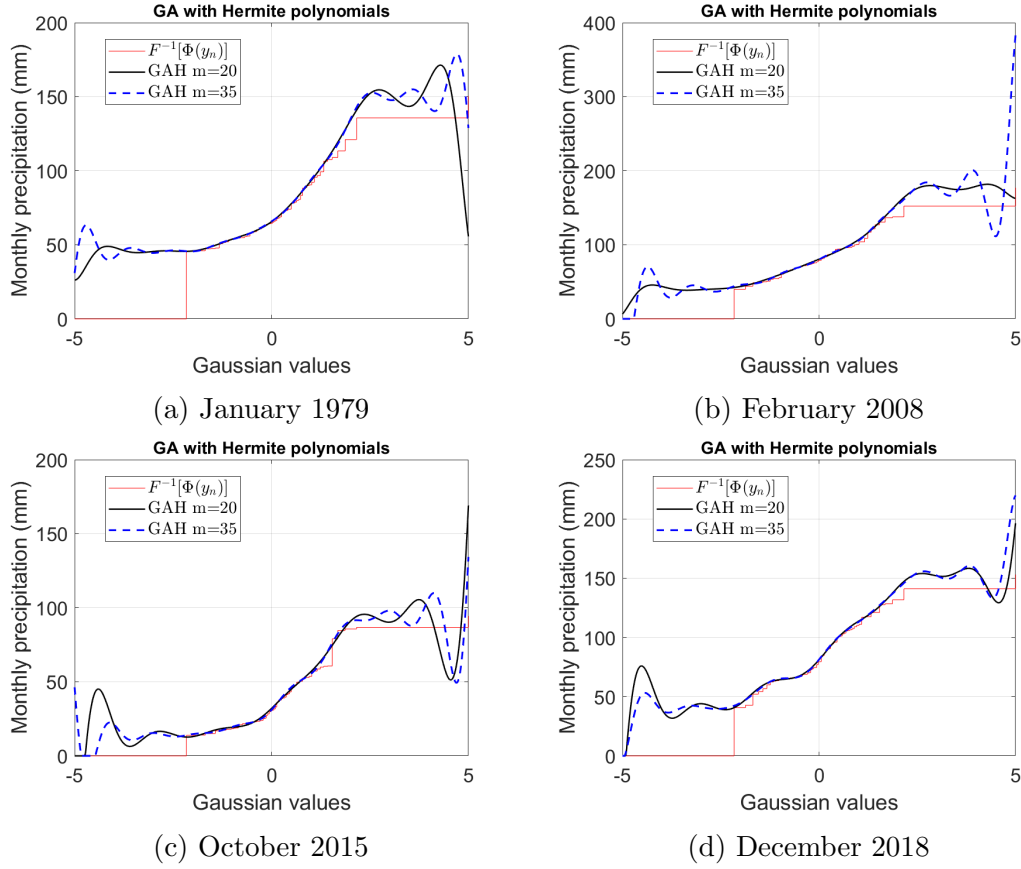 GA with Hermite polynomials
Monthly precipitation (mm)
200
150
100
50
0
F⁻¹[Φ(yₙ)]
GAH m=20
GAH m=35
-5
0
5
Gaussian values
(a) January 1979
GA with Hermite polynomials
Monthly precipitation (mm)
400
300
200
100
0
F⁻¹[Φ(yₙ)]
GAH m=20
GAH m=35
-5
0
5
Gaussian values
(b) February 2008
GA with Hermite polynomials
Monthly precipitation (mm)
200
150
100
50
0
F⁻¹[Φ(yₙ)]
GAH m=20
GAH m=35
-5
0
5
Gaussian values
(c) October 2015
GA with Hermite polynomials
Monthly precipitation (mm)
250
200
150
100
50
0
F⁻¹[Φ(yₙ)]
GAH m=20
GAH m=35
-5
0
5
Gaussian values
(d) December 2018